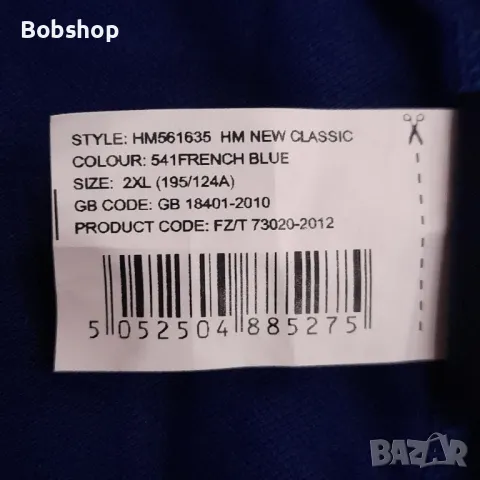 Bobshop
STYLE: HM561635 HM NEW CLASSIC
COLOUR: 541FRENCH BLUE
SIZE: 2XL (195/124A)
GB CODE: GB 18401-2010
PRODUCT CODE: FZ/T 73020-2012
5 052504 885275
BAZAR